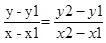 y - y1 / x - x1 = y2 – y1 / x2 – x1